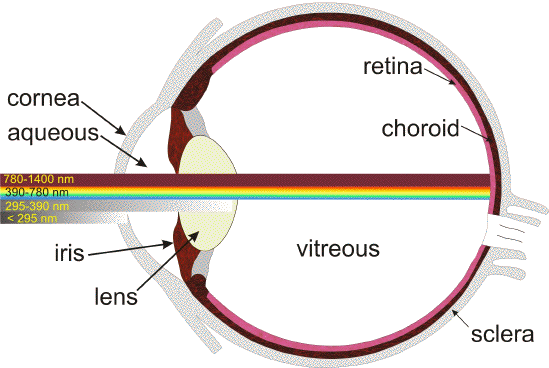 retina
cornea
choroid
aqueous
780-1400 nm
390-780 nm
295-390 nm
< 295 nm
iris
vitreous
lens
sclera